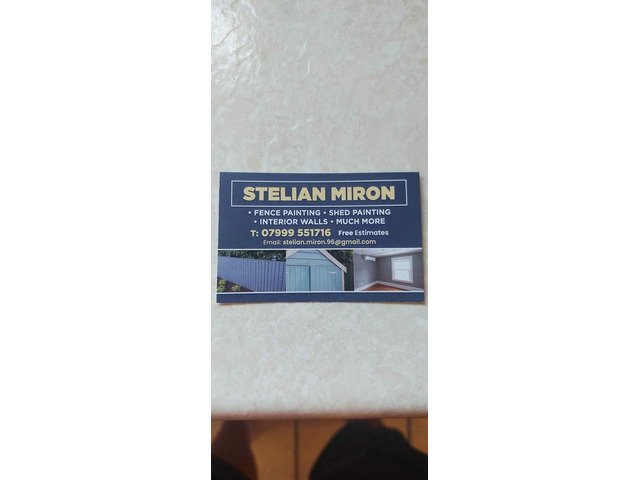 STELIAN MIRON
• FENCE PAINTING • SHED PAINTING
• INTERIOR WALLS • MUCH MORE
T: 07999 551716 Free Estimates
Email: stelian.miron.96@gmail.com